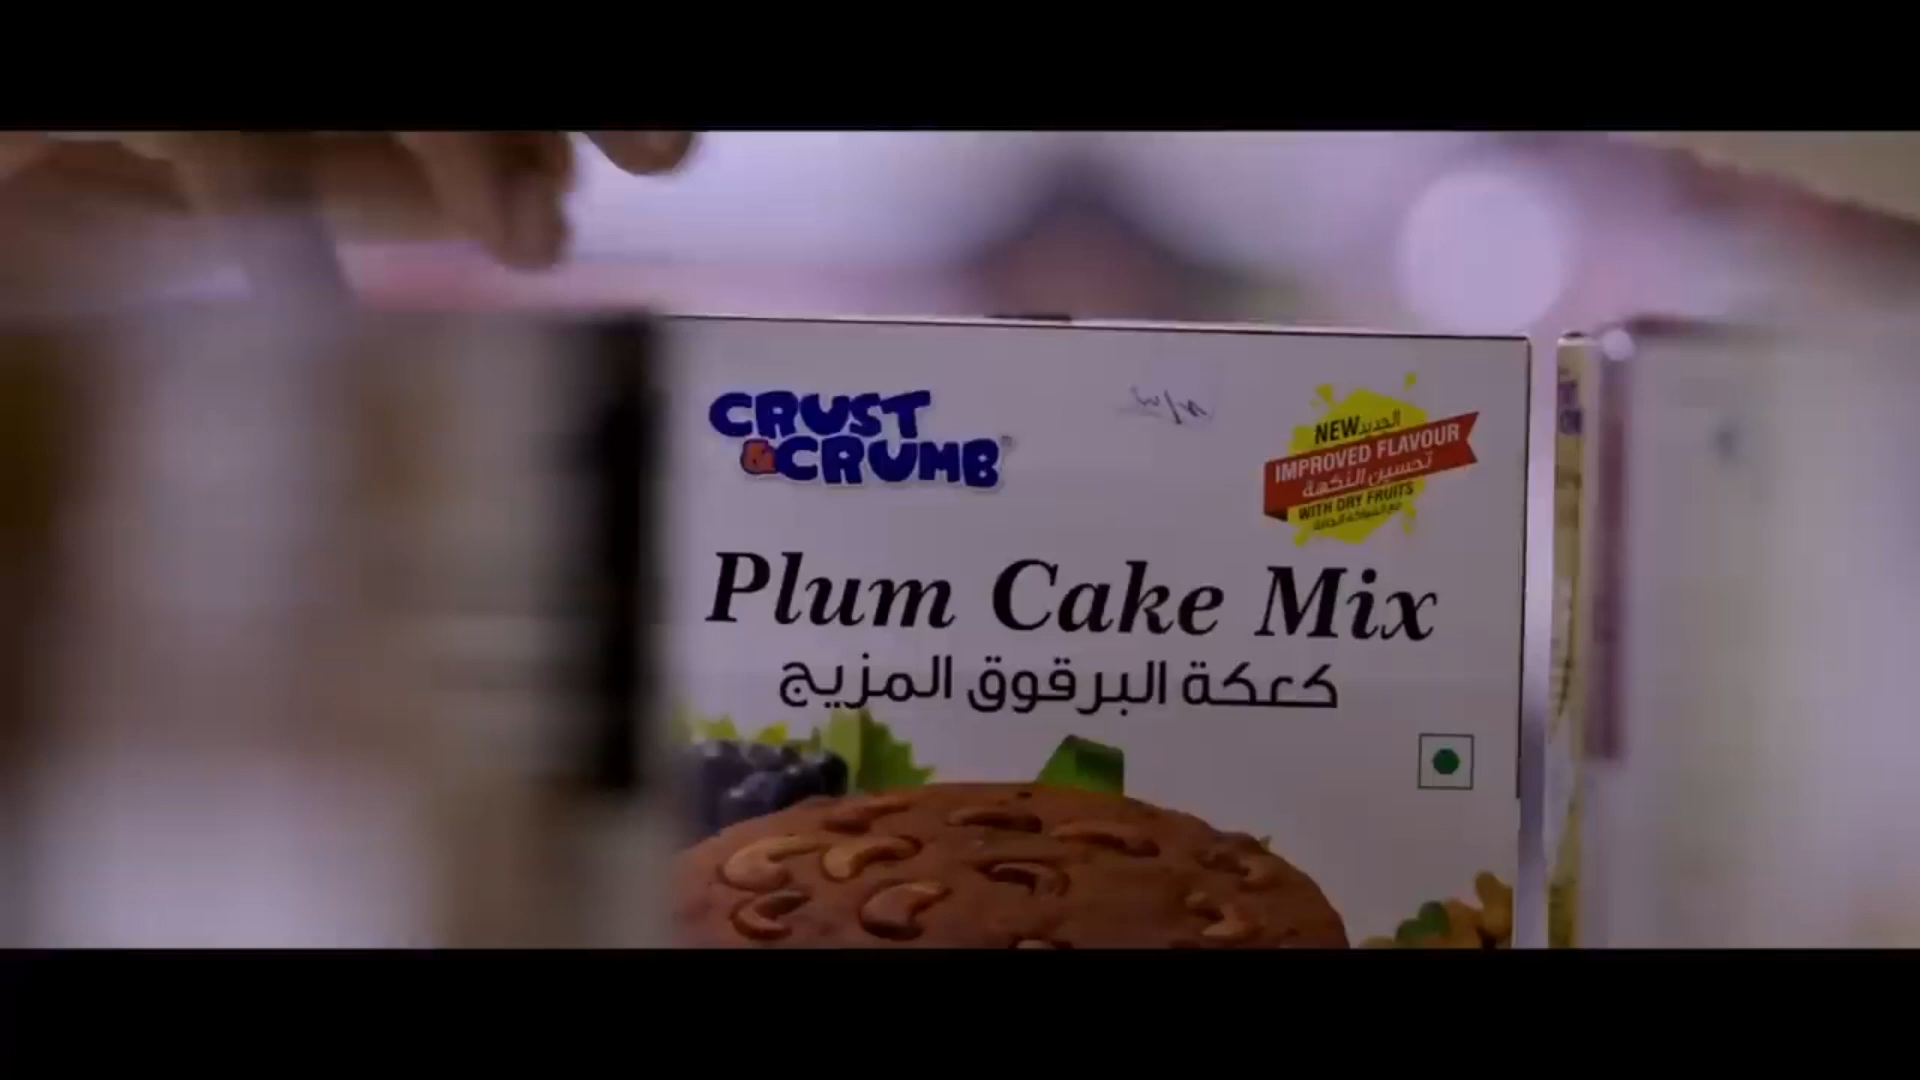 CRUST
& CRUMB®
NEW الجديد
IMPROVED FLAVOUR
تحسين النكهة
WITH DRY FRUITS
Plum Cake Mix
كعكة البرقوق المزيج